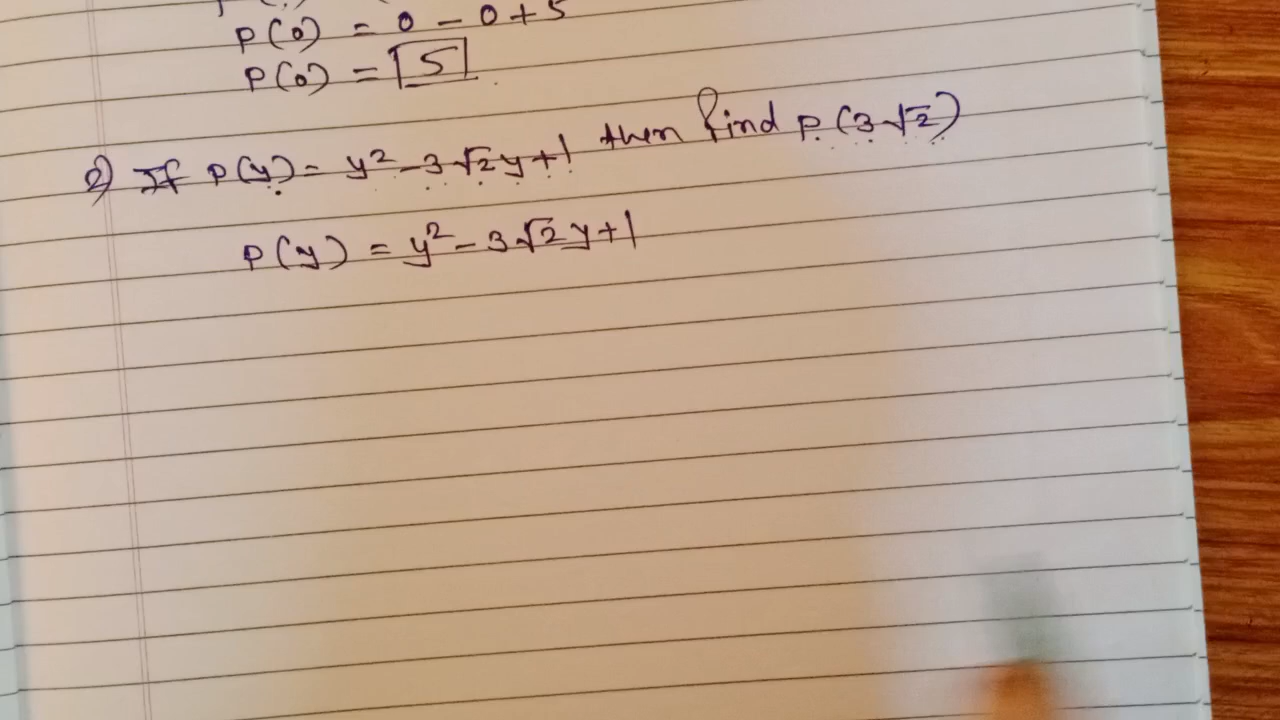 P(0) = 0 - 0 + 5
P(0) = 5
2) If P(y) = y² - 3√2y + 1 then find P(3√2)
P(y) = y² - 3√2y + 1